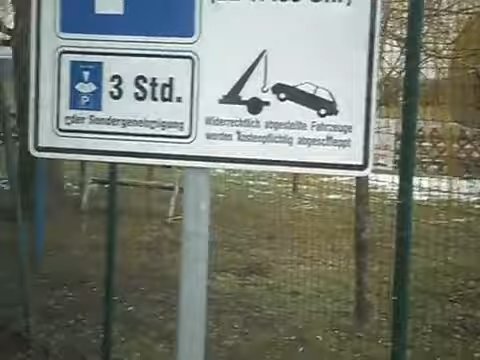 3 Std.
oder Sondergenehmigung
Widerrechtlich abgestellte Fahrzeuge
werden kostenpflichtig abgeschleppt
P